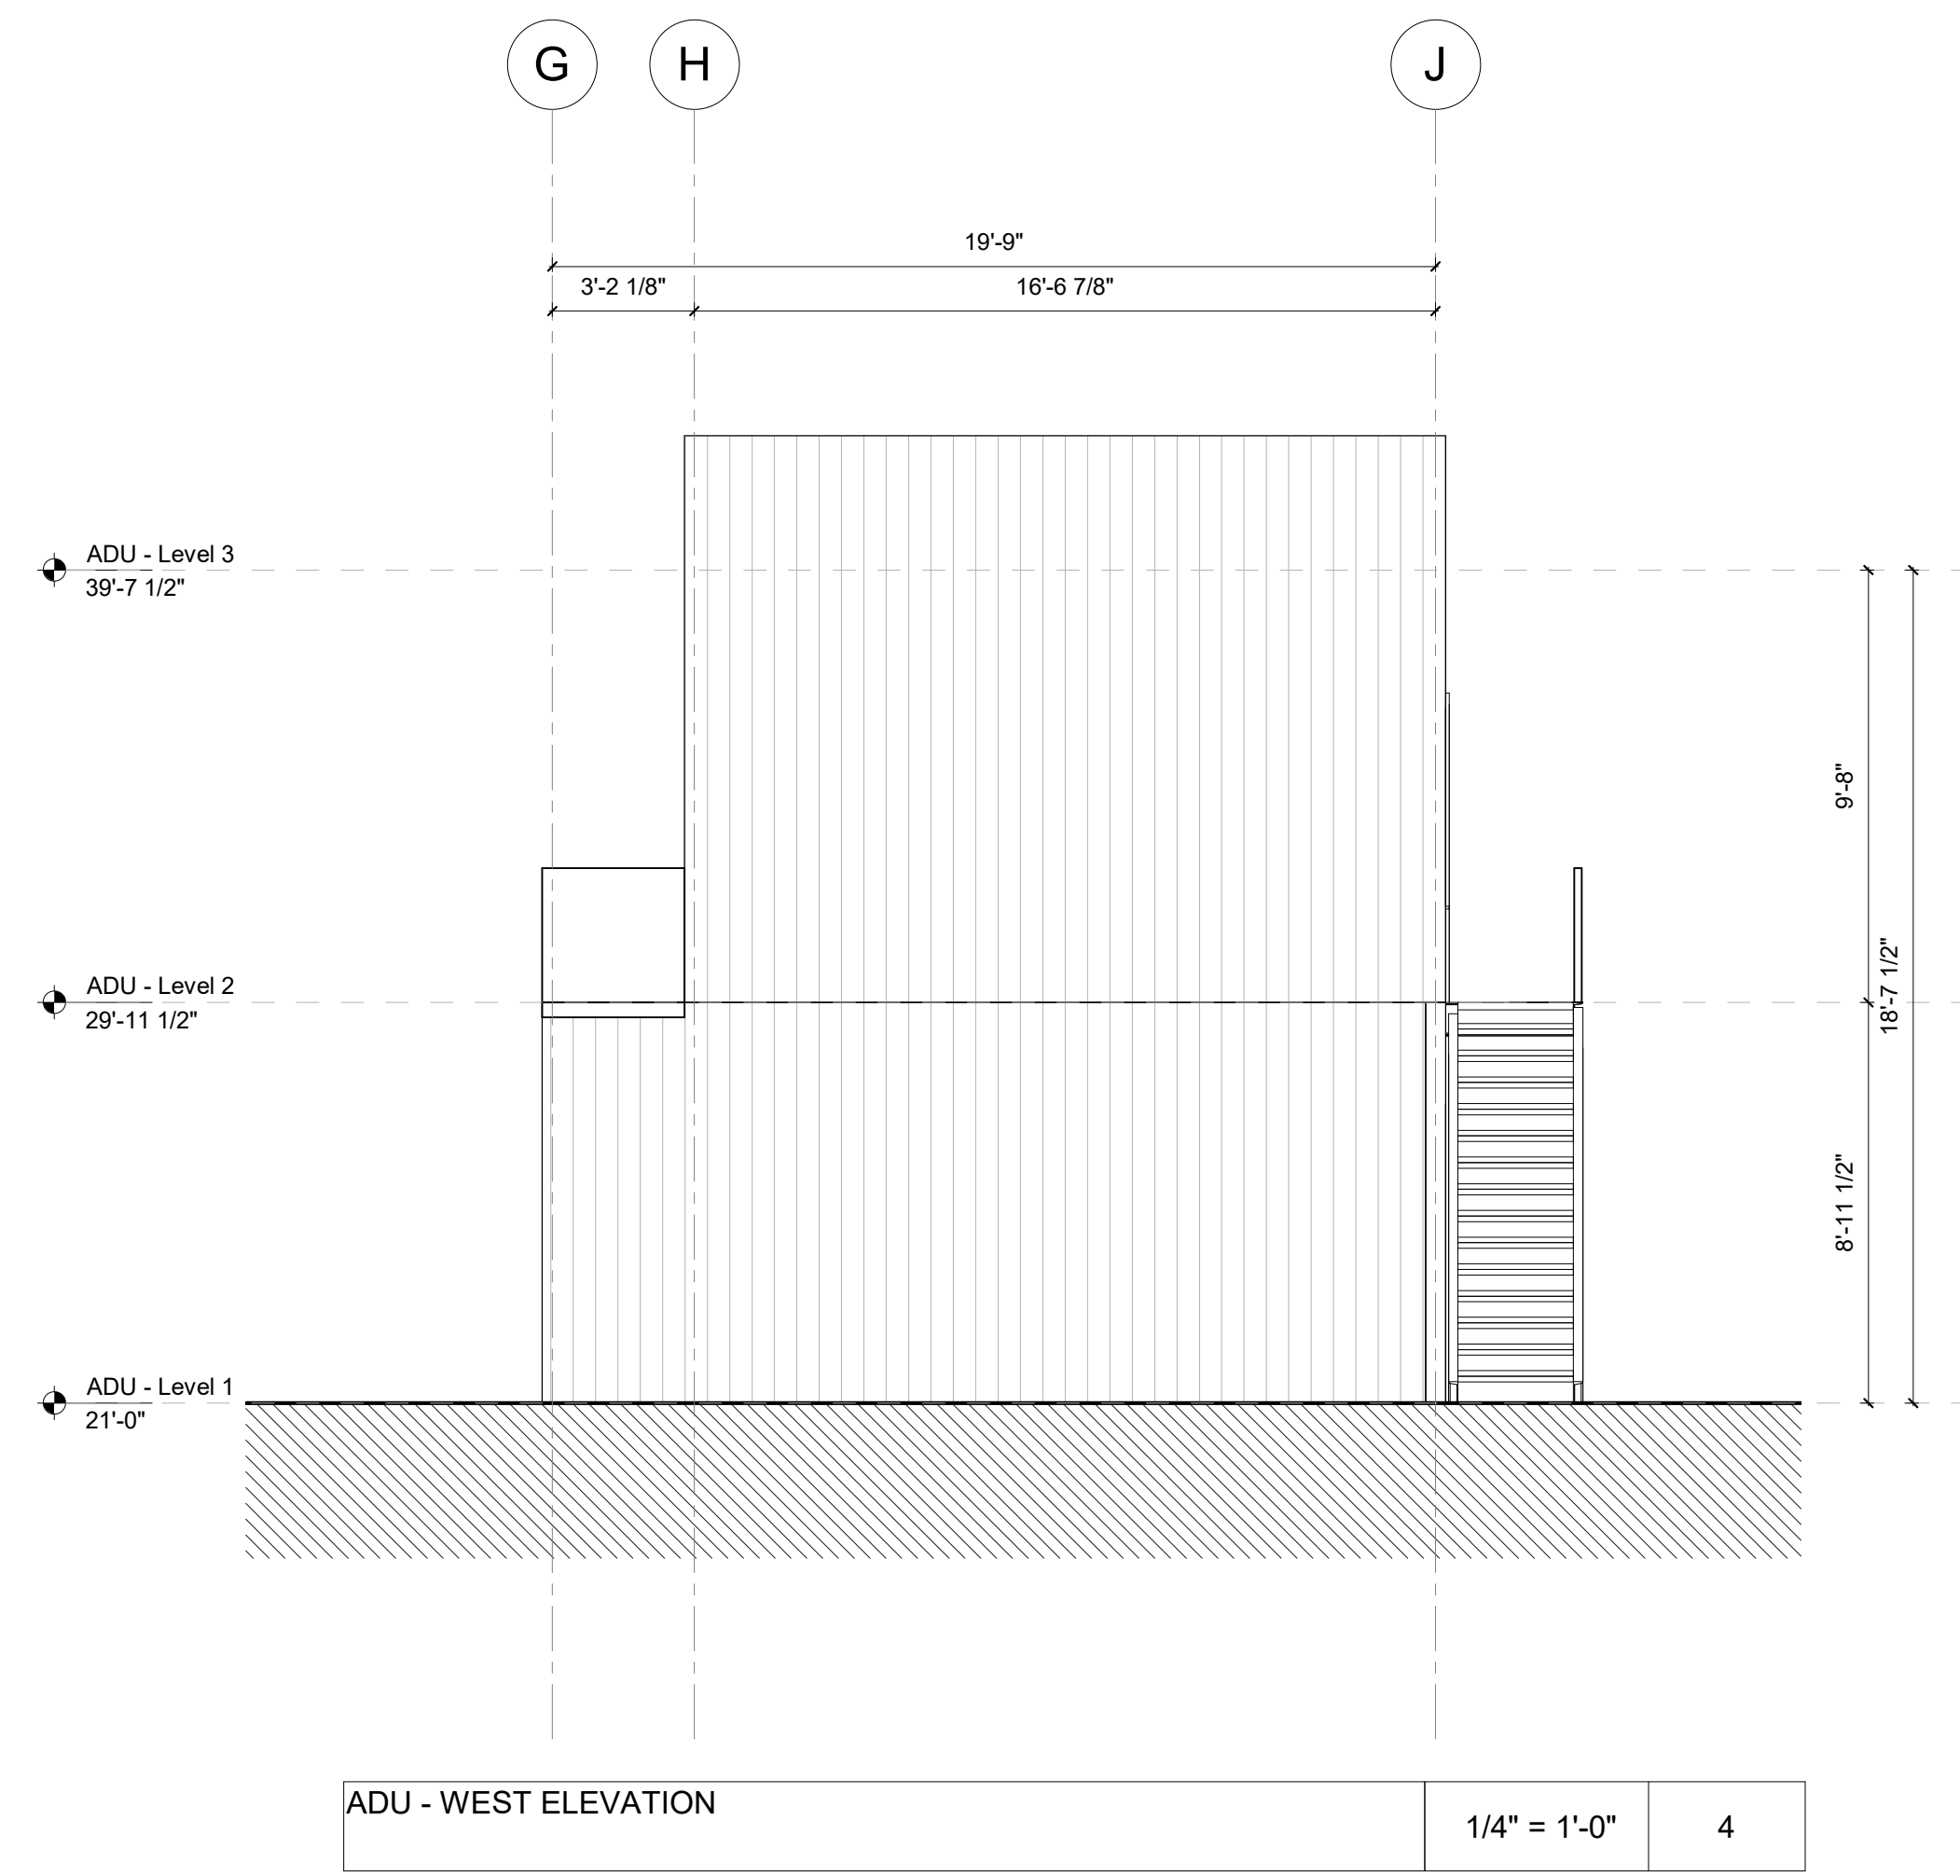 G H J
19'-9"
3'-2 1/8" 16'-6 7/8"
ADU - Level 3
39'-7 1/2"
9'-8"
ADU - Level 2
29'-11 1/2"
18'-7 1/2"
8'-11 1/2"
ADU - Level 1
21'-0"
ADU - WEST ELEVATION
1/4" = 1'-0" 4